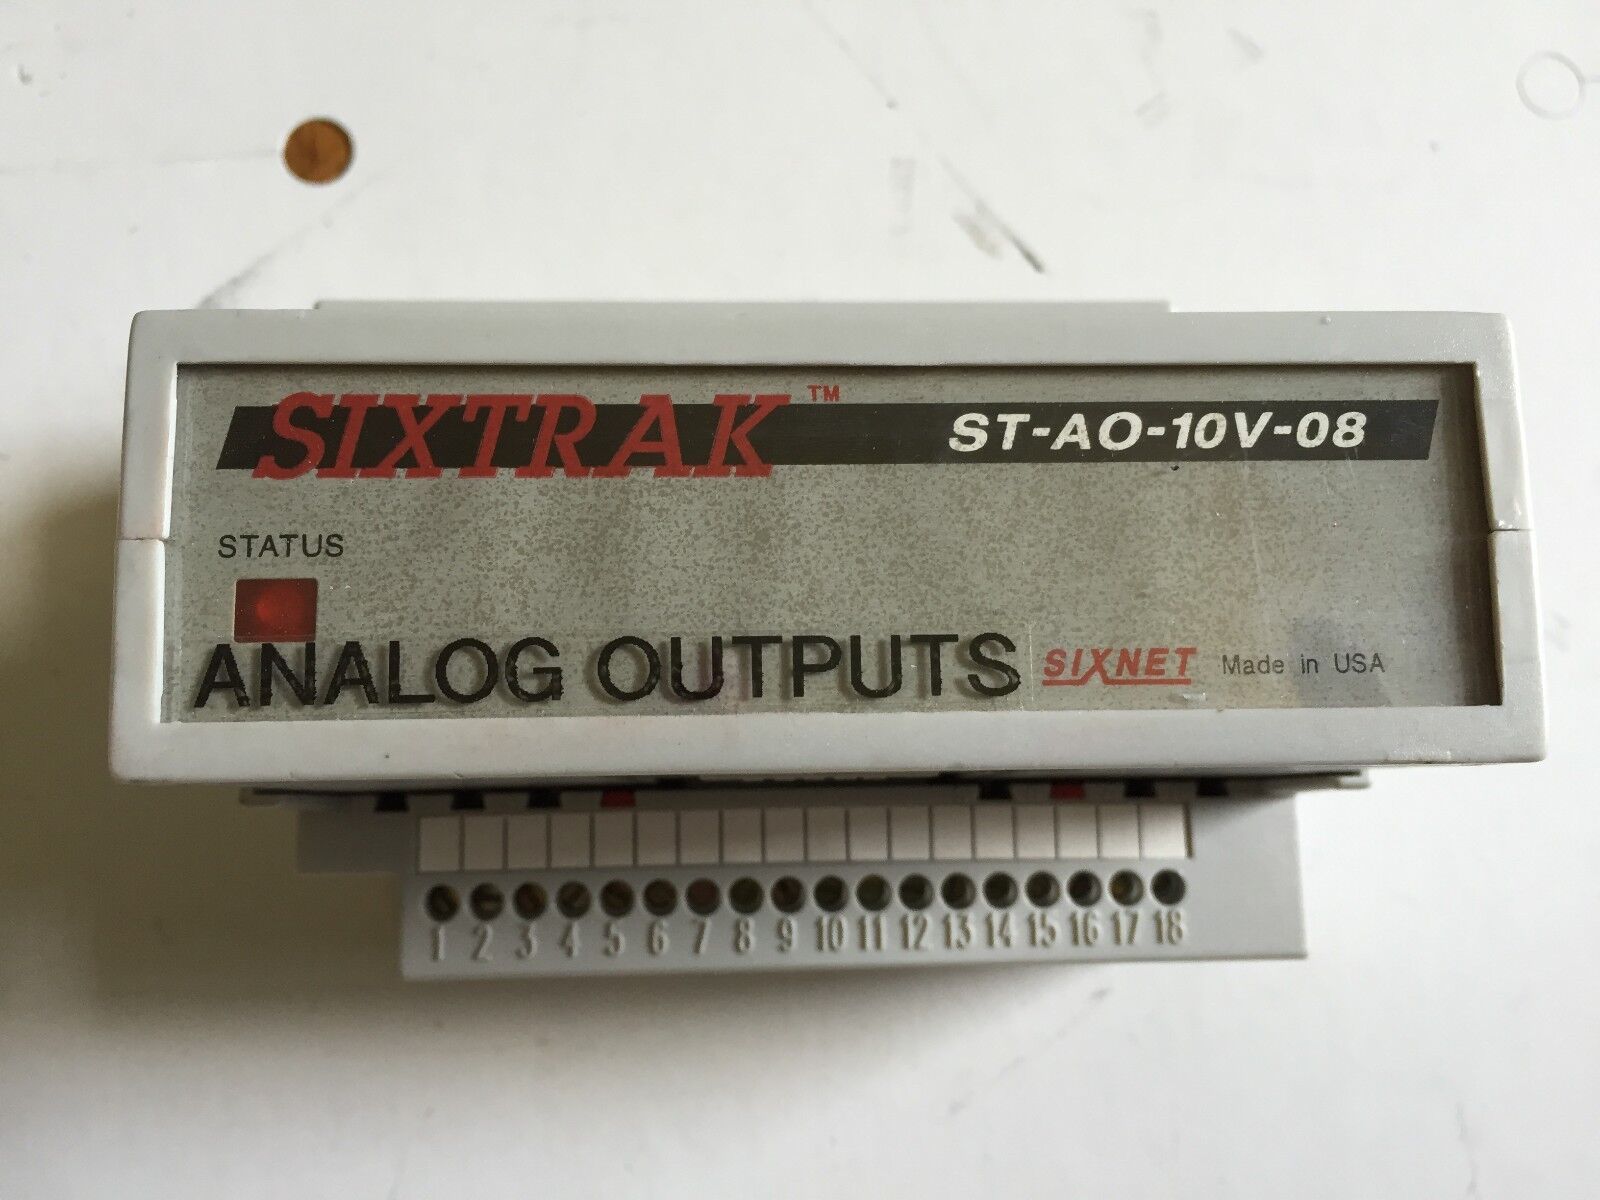 SIXTRAK™ ST-AO-10V-08
STATUS
ANALOG OUTPUTS SIXNET Made in USA
1 2 3 4 5 6 7 8 9 10 11 12 13 14 15 16 17 18